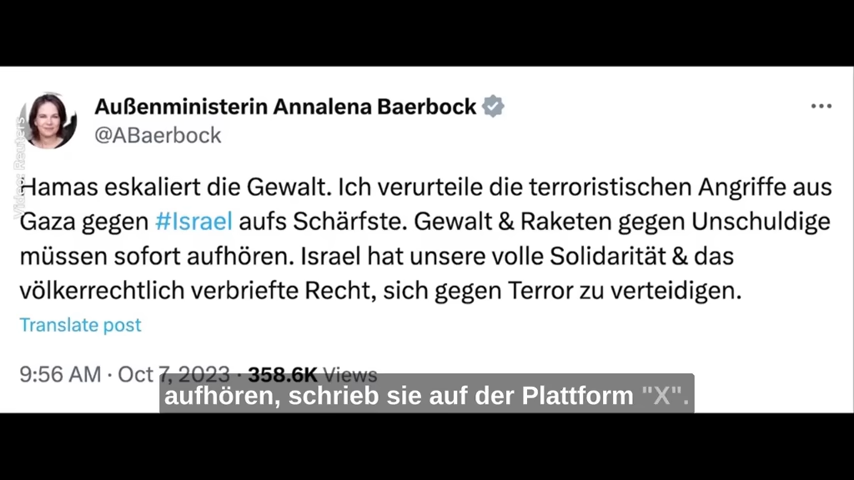 Außenministerin Annalena Baerbock
@ABaerbock
Hamas eskaliert die Gewalt. Ich verurteile die terroristischen Angriffe aus
Gaza gegen #Israel aufs Schärfste. Gewalt & Raketen gegen Unschuldige
müssen sofort aufhören. Israel hat unsere volle Solidarität & das
völkerrechtlich verbriefte Recht, sich gegen Terror zu verteidigen.
Translate post
9:56 AM · Oct 7, 2023 · 358.6K Views
aufhören, schrieb sie auf der Plattform "X".
Reuters